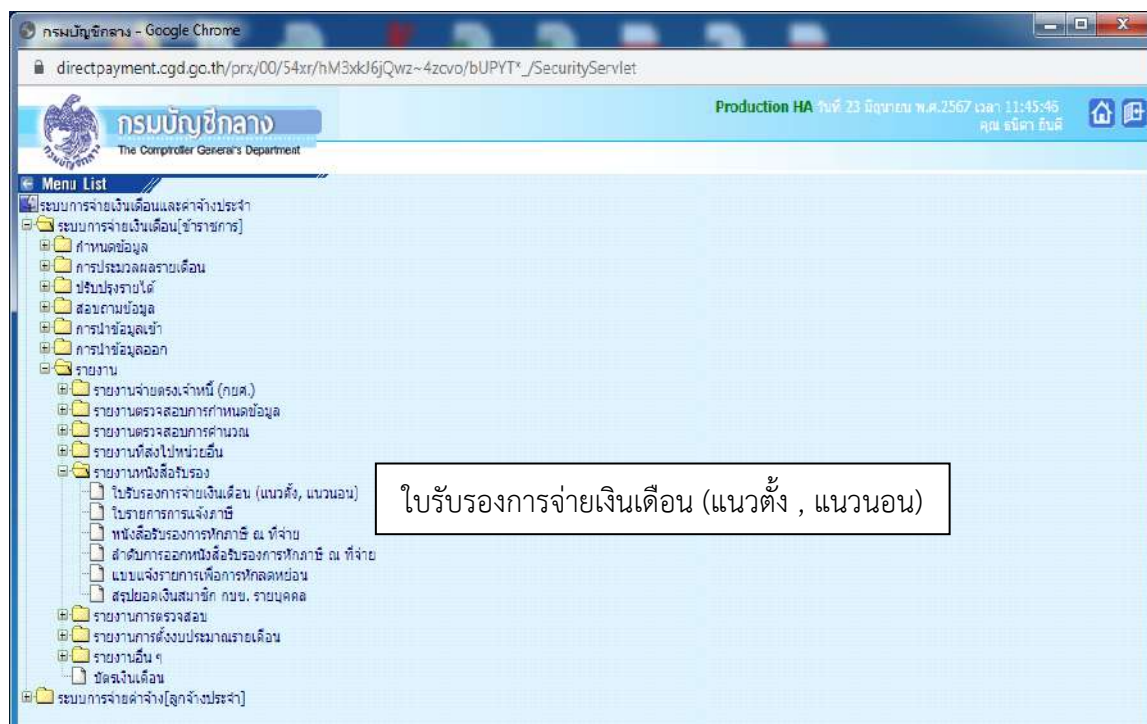 กรมบัญชีกลาง - Google Chrome
directpayment.cgd.go.th/prx/00/54xr/hM3xkJ6jQwz~4zcvo/bUPYT*_/SecurityServlet
กรมบัญชีกลาง
The Comptroller General's Department
Production HA วันที่ 23 มิถุนายน พ.ศ.2567 เวลา 11:45:46
Menu List
ระบบการจ่ายเงินเดือนและค่าจ้างประจำ
ระบบการจ่ายเงินเดือน[ข้าราชการ]
กำหนดข้อมูล
การประมวลผลรายเดือน
ปรับปรุงรายได้
สอบถามข้อมูล
การนำข้อมูลเข้า
การนำข้อมูลออก
รายงาน
รายงานจ่ายตรงเจ้าหนี้ (กยศ.)
รายงานตรวจสอบการกำหนดข้อมูล
รายงานตรวจสอบการคำนวณ
รายงานที่ส่งไปหน่วยอื่น
รายงานหนังสือรับรอง
ใบรับรองการจ่ายเงินเดือน (แนวตั้ง, แนวนอน)
ใบรับรองการจ่ายเงินเดือน (แนวตั้ง , แนวนอน)
ใบรายการการแจ้งภาษี
หนังสือรับรองการหักภาษี ณ ที่จ่าย
ลำดับการออกหนังสือรับรองการหักภาษี ณ ที่จ่าย
แบบแจ้งรายการเพื่อการหักลดหย่อน
สรุปยอดเงินสมาชิก กบข. รายบุคคล
รายงานการตรวจสอบ
รายงานการตั้งงบประมาณรายเดือน
รายงานอื่น ๆ
บัตรเงินเดือน
ระบบการจ่ายค่าจ้าง[ลูกจ้างประจำ]